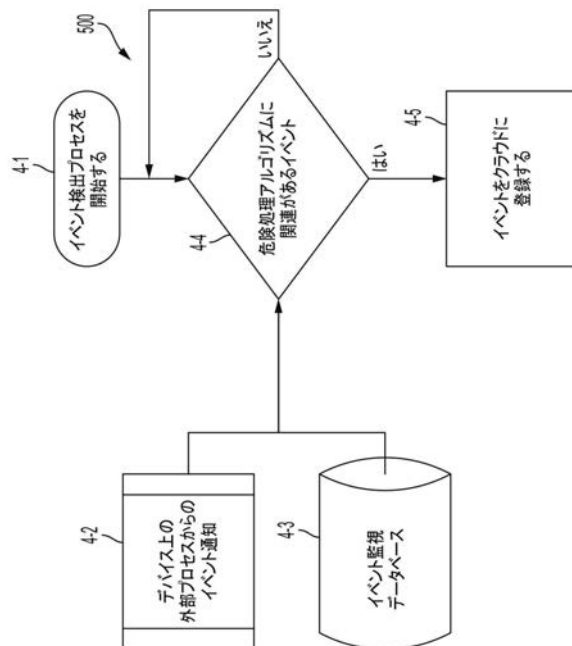 500
4-1
イベント検出プロセスを
開始する
いいえ
4-4
危険処理アルゴリズムに
関連があるイベント
はい
4-5
イベントをクラウドに
登録する
4-2
デバイス上の
外部プロセスからの
イベント通知
4-3
イベント監視
データベース